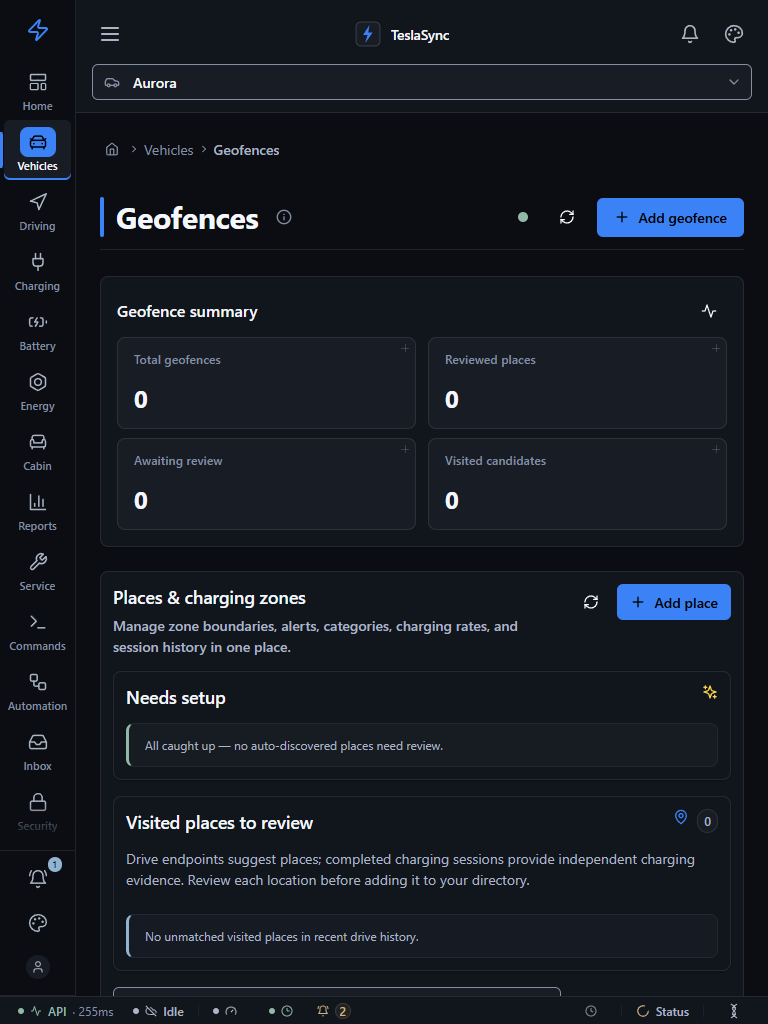 TeslaSync
Aurora
Home
Vehicles
Driving
Charging
Battery
Energy
Cabin
Reports
Service
Commands
Automation
Inbox
Security
1
Vehicles
Geofences
Geofences
Add geofence
Geofence summary
Total geofences
0
Reviewed places
0
Awaiting review
0
Visited candidates
0
Places & charging zones
Add place
Manage zone boundaries, alerts, categories, charging rates, and
session history in one place.
Needs setup
All caught up — no auto-discovered places need review.
Visited places to review
0
Drive endpoints suggest places; completed charging sessions provide independent charging
evidence. Review each location before adding it to your directory.
No unmatched visited places in recent drive history.
API · 255ms
Idle
2
Status